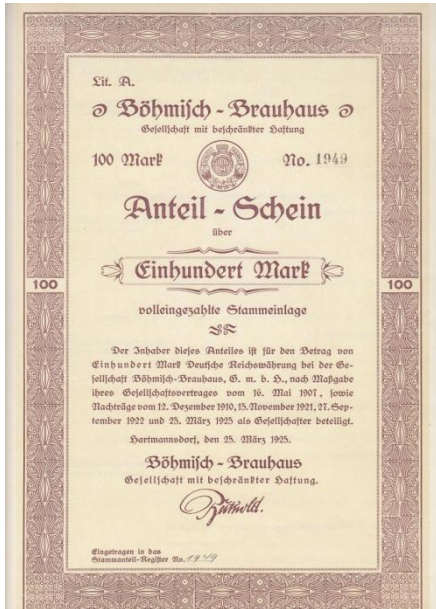 Lit. A.
Böhmisch - Brauhaus
Gesellschaft mit beschränkter Haftung
100 Mark No. 1949
Anteil - Schein
über
Einhundert Mark
100 100
volleingezahlte Stammeinlage
Der Inhaber dieses Anteiles ist für den Betrag von
Einhundert Mark Deutsche Reichswährung bei der Ge-
sellschaft Böhmisch-Brauhaus, G. m. b. H., nach Maßgabe
ihres Gesellschaftsvertrages vom 16. Mai 1907, sowie
Nachträge vom 12. Dezember 1910, 15. November 1921, 27. Sep-
tember 1922 und 25. März 1925 als Gesellschafter beteiligt.
Hartmannsdorf, den 25. März 1925.
Böhmisch - Brauhaus
Gesellschaft mit beschränkter Haftung.
Eingetragen in das
Stammanteil-Register No. 1949